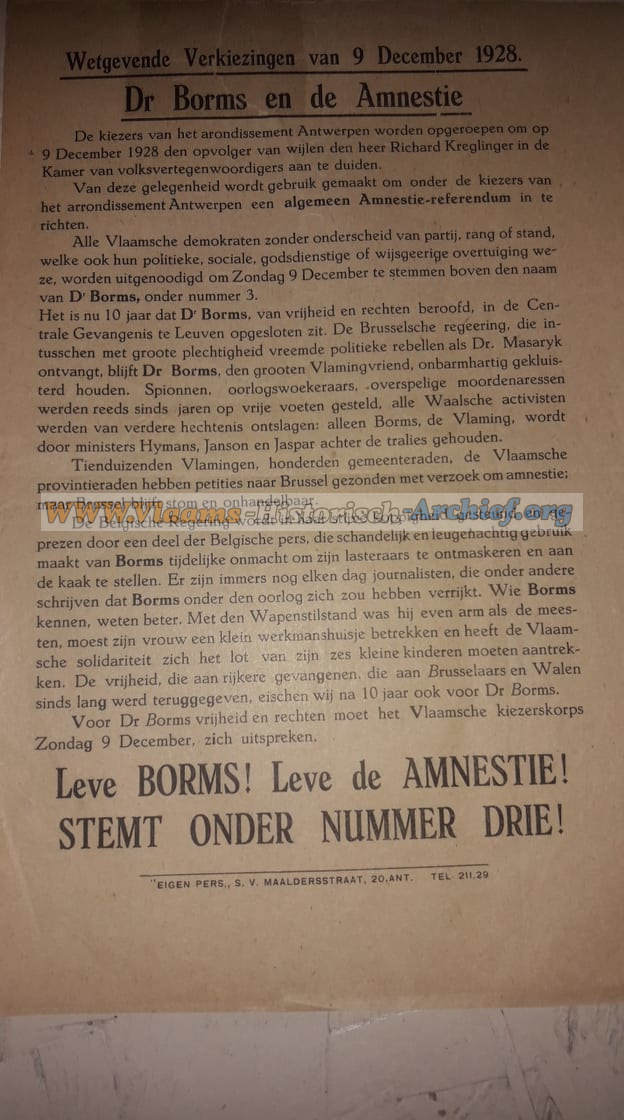 Wetgevende Verkiezingen van 9 December 1928.
Dr Borms en de Amnestie
De kiezers van het arondissement Antwerpen worden opgeroepen om op
9 December 1928 den opvolger van wijlen den heer Richard Kreglinger in de
Kamer van volksvertegenwoordigers aan te duiden.
Van deze gelegenheid wordt gebruik gemaakt om onder de kiezers van
het arrondissement Antwerpen een algemeen Amnestie-referendum in te
richten.
Alle Vlaamsche demokraten zonder onderscheid van partij, rang of stand,
welke ook hun politieke, sociale, godsdienstige of wijsgeerige overtuiging we-
ze, worden uitgenoodigd om Zondag 9 December te stemmen boven den naam
van Dr Borms, onder nummer 3.
Het is nu 10 jaar dat Dr Borms, van vrijheid en rechten beroofd, in de Cen-
trale Gevangenis te Leuven opgesloten zit. De Brusselsche regeering, die in-
tusschen met groote plechtigheid vreemde politieke rebellen als Dr. Masaryk
ontvangt, blijft Dr Borms, den grooten Vlamingvriend, onbarmhartig gekluis-
terd houden. Spionnen, oorlogswoekeraars, overspelige moordenaressen
werden reeds sinds jaren op vrije voeten gesteld, alle Waalsche activisten
werden van verdere hechtenis ontslagen: alleen Borms, de Vlaming, wordt
door ministers Hymans, Janson en Jaspar achter de tralies gehouden.
Tienduizenden Vlamingen, honderden gemeenteraden, de Vlaamsche
provintieraden hebben petities naar Brussel gezonden met verzoek om amnestie;
maar Brussel blijft stom en onhandelbaar.
www.Vlaams-Historisch-Archief.org
De Belgische Regering wordt in haar gesteund en ge-
prezen door een deel der Belgische pers, die schandelijk en leugenachtig gebruik
maakt van Borms tijdelijke onmacht om zijn lasteraars te ontmaskeren en aan
de kaak te stellen. Er zijn immers nog elken dag journalisten, die onder andere
schrijven dat Borms onder den oorlog zich zou hebben verrijkt. Wie Borms
kennen, weten beter. Met den Wapenstilstand was hij even arm als de mees-
ten, moest zijn vrouw een klein werkmanshuisje betrekken en heeft de Vlaam-
sche solidariteit zich het lot van zijn zes kleine kinderen moeten aantrek-
ken. De vrijheid, die aan rijkere gevangenen, die aan Brusselaars en Walen
sinds lang werd teruggegeven, eischen wij na 10 jaar ook voor Dr Borms.
Voor Dr Borms vrijheid en rechten moet het Vlaamsche kiezerskorps
Zondag 9 December, zich uitspreken.
Leve BORMS! Leve de AMNESTIE!
STEMT ONDER NUMMER DRIE!
"EIGEN PERS,, S. V. MAALDERSSTRAAT, 20, ANT. TEL 211.29